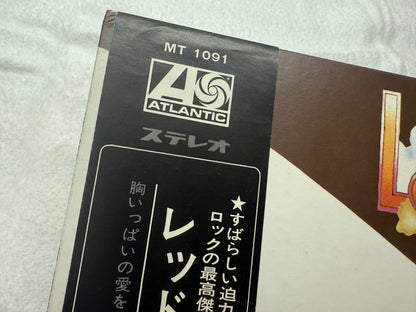 MT 1091
ATLANTIC
ステレオ
★すばらしい迫力
ロックの最高傑
レッド
胸いっぱいの愛を